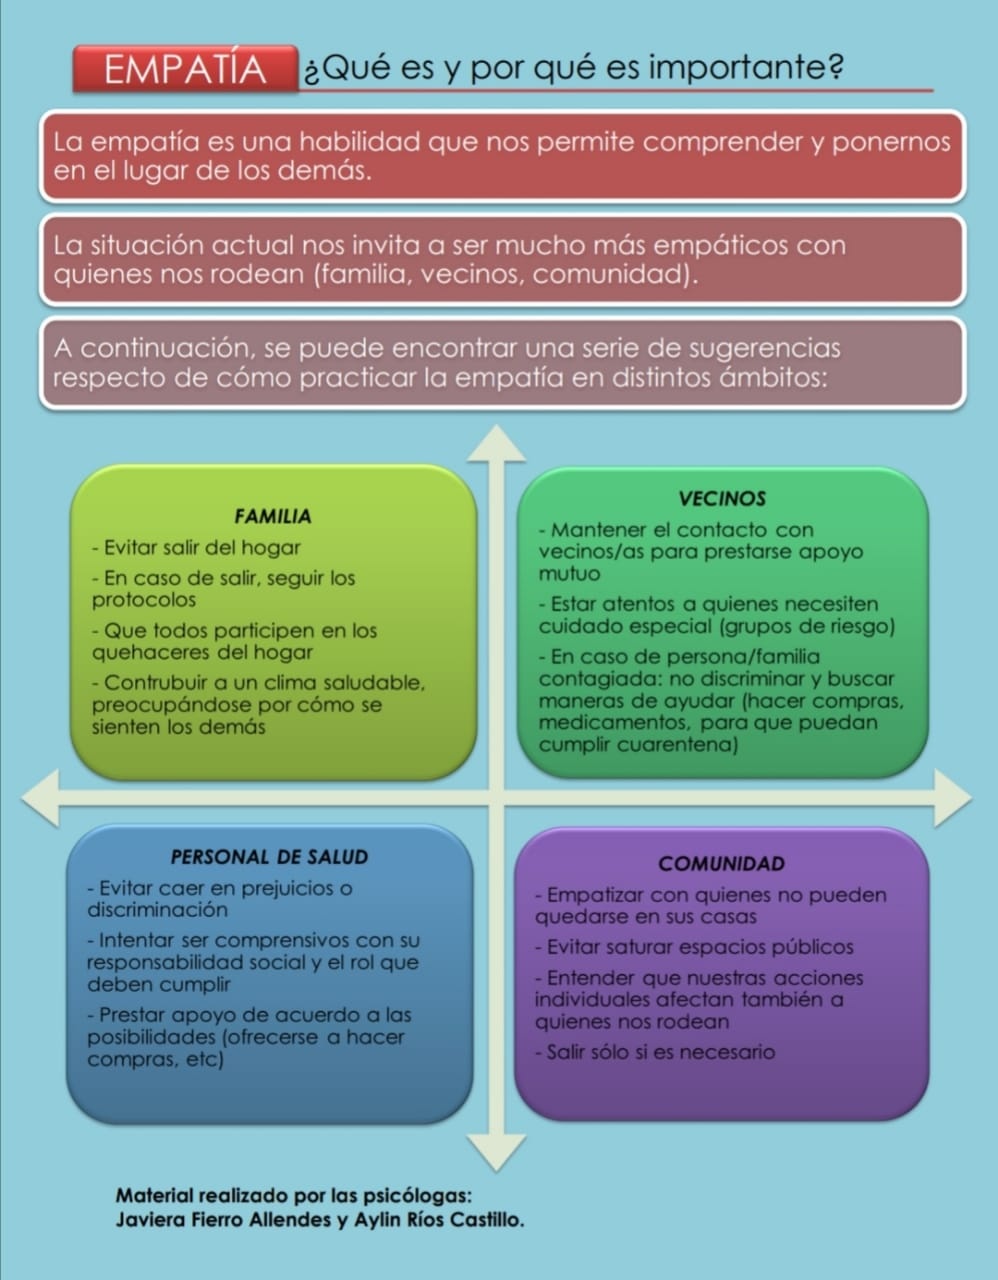 EMPATÍA ¿Qué es y por qué es importante?
La empatía es una habilidad que nos permite comprender y ponernos
en el lugar de los demás.
La situación actual nos invita a ser mucho más empáticos con
quienes nos rodean (familia, vecinos, comunidad).
A continuación, se puede encontrar una serie de sugerencias
respecto de cómo practicar la empatía en distintos ámbitos:
FAMILIA
- Evitar salir del hogar
- En caso de salir, seguir los
protocolos
- Que todos participen en los
quehaceres del hogar
- Contrubuir a un clima saludable,
preocupándose por cómo se
sienten los demás
VECINOS
- Mantener el contacto con
vecinos/as para prestarse apoyo
mutuo
- Estar atentos a quienes necesiten
cuidado especial (grupos de riesgo)
- En caso de persona/familia
contagiada: no discriminar y buscar
maneras de ayudar (hacer compras,
medicamentos, para que puedan
cumplir cuarentena)
PERSONAL DE SALUD
- Evitar caer en prejuicios o
discriminación
- Intentar ser comprensivos con su
responsabilidad social y el rol que
deben cumplir
- Prestar apoyo de acuerdo a las
posibilidades (ofrecerse a hacer
compras, etc)
COMUNIDAD
- Empatizar con quienes no pueden
quedarse en sus casas
- Evitar saturar espacios públicos
- Entender que nuestras acciones
individuales afectan también a
quienes nos rodean
- Salir sólo si es necesario
Material realizado por las psicólogas:
Javiera Fierro Allendes y Aylin Ríos Castillo.